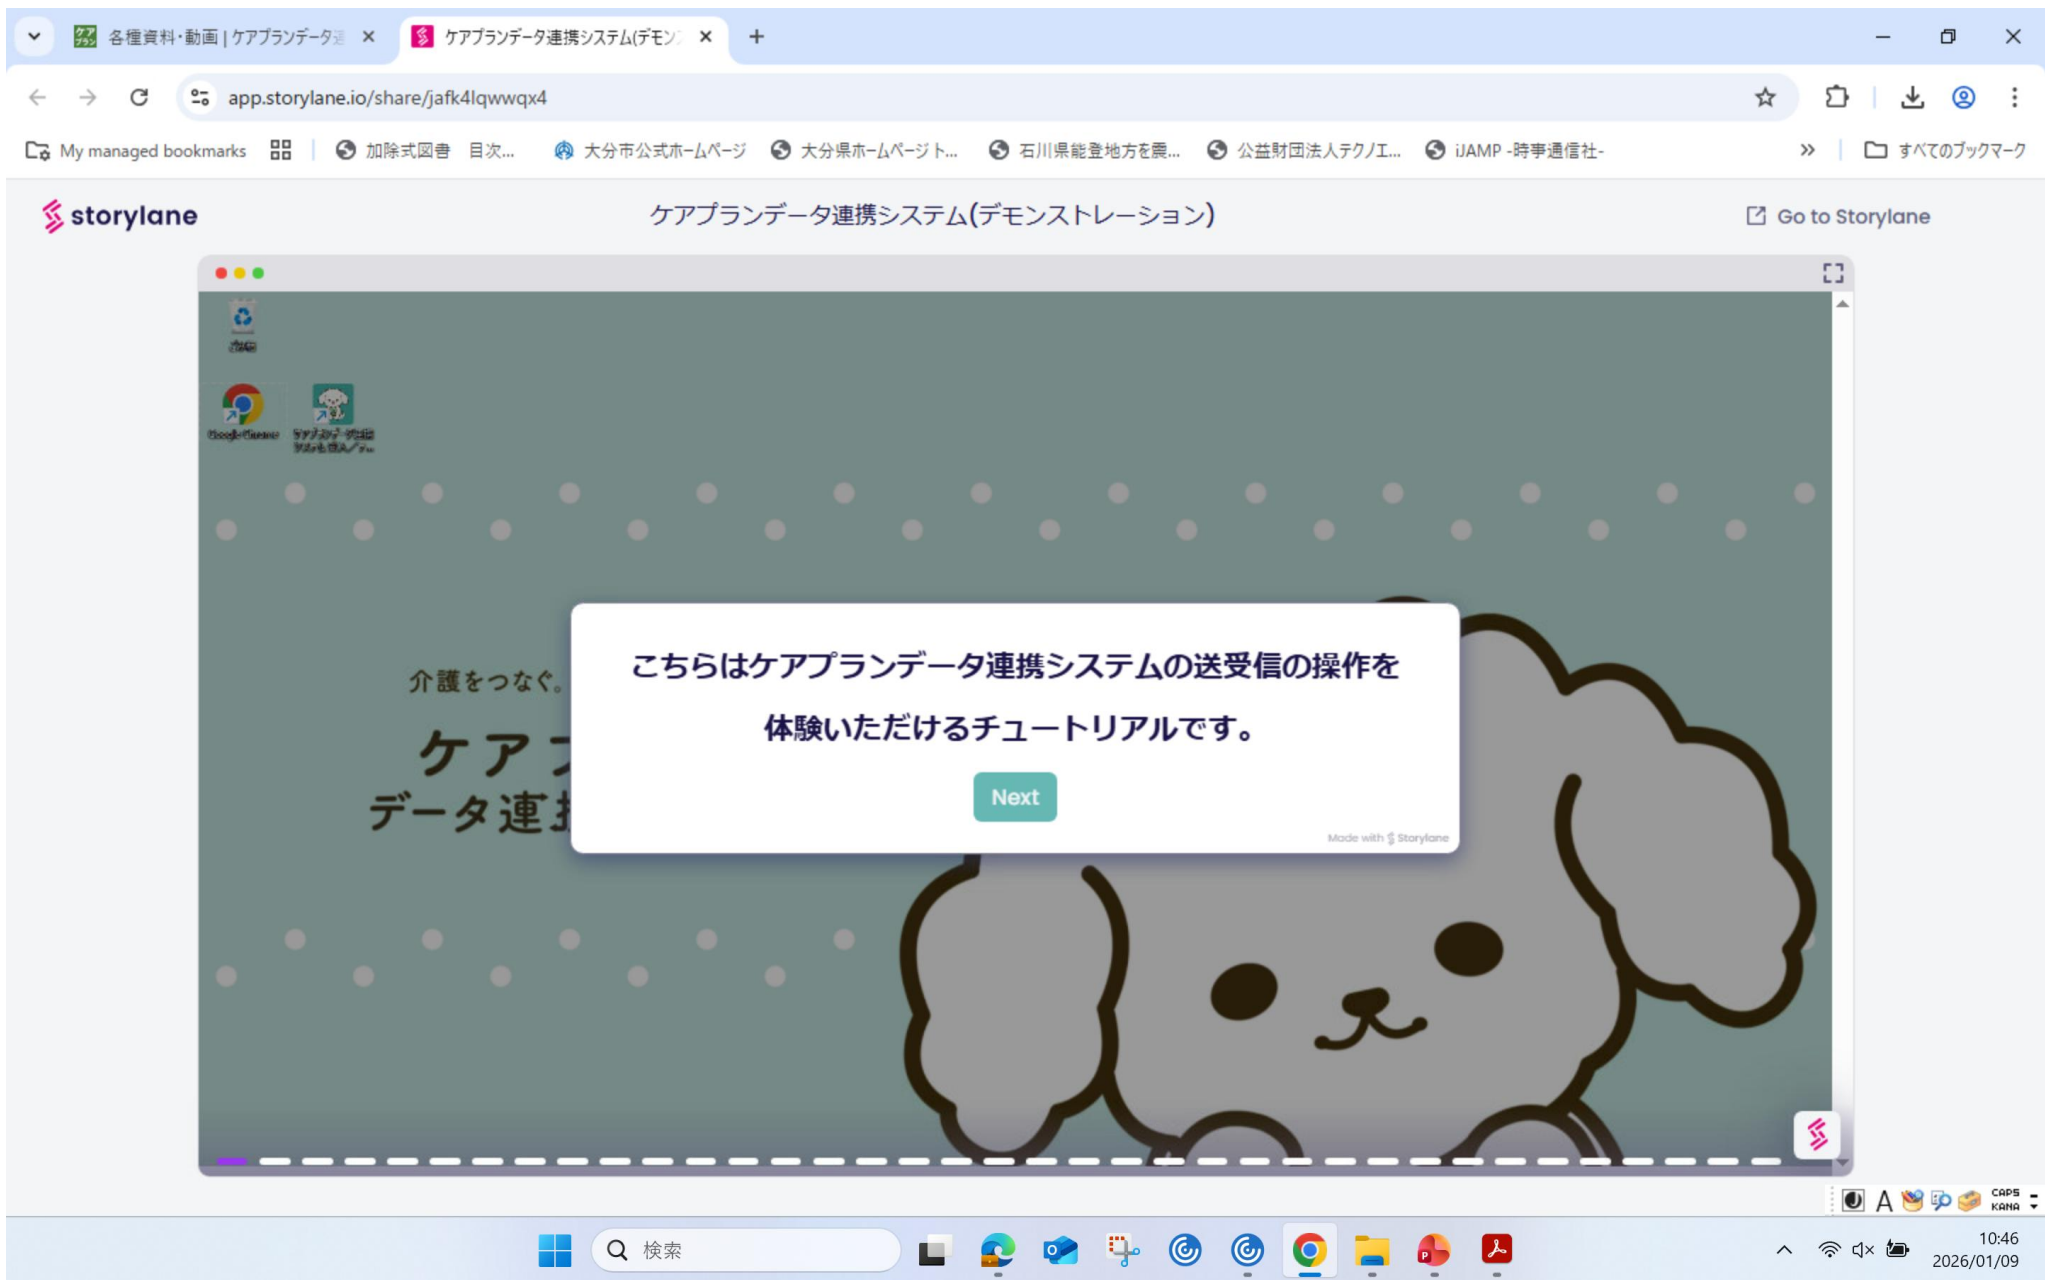 各種資料・動画 | ケアプランデータ連
ケアプランデータ連携システム(デモンス
app.storylane.io/share/jafk4lqwwqx4
My managed bookmarks
加除式図書 目次...
大分市公式ホームページ
大分県ホームページ ト...
石川県能登地方を震...
公益財団法人テクノエ...
iJAMP -時事通信社-
すべてのブックマーク
storylane
ケアプランデータ連携システム(デモンストレーション)
Go to Storylane
ごみ箱
Google Chrome
介護をつなぐ。
こちらはケアプランデータ連携システムの送受信の操作を
体験いただけるチュートリアルです。
ケア
データ連
Next
Made with Storylane
A
CAPS
KANA
検索
10:46
2026/01/09